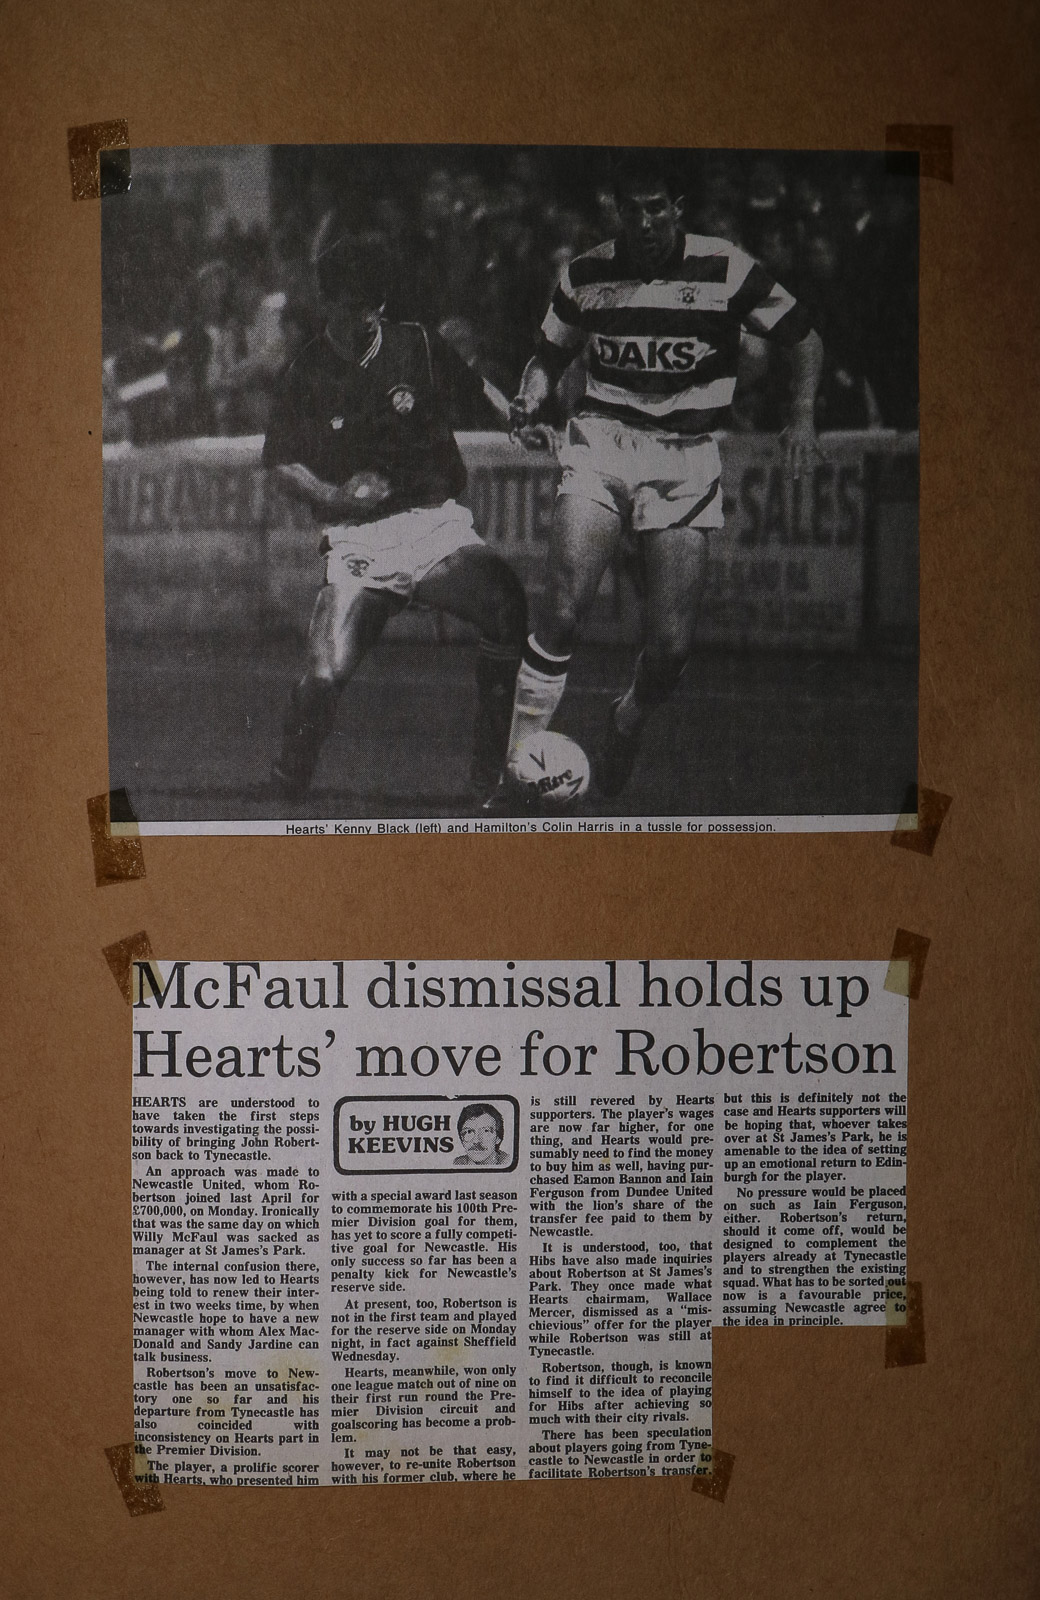 DAKS
-SALES
Mitre
Hearts' Kenny Black (left) and Hamilton's Colin Harris in a tussle for possession.
McFaul dismissal holds up
Hearts' move for Robertson
HEARTS are understood to
have taken the first steps
towards investigating the possi-
bility of bringing John Robert-
son back to Tynecastle.
An approach was made to
Newcastle United, whom Ro-
bertson joined last April for
£700,000, on Monday. Ironically
that was the same day on which
Willy McFaul was sacked as
manager at St James's Park.
The internal confusion there,
however, has now led to Hearts
being told to renew their inter-
est in two weeks time, by when
Newcastle hope to have a new
manager with whom Alex Mac-
Donald and Sandy Jardine can
talk business.
Robertson's move to New-
castle has been an unsatisfac-
tory one so far and his
departure from Tynecastle has
also coincided with
inconsistency on Hearts part in
the Premier Division.
The player, a prolific scorer
with Hearts, who presented him
by HUGH
KEEVINS
with a special award last season
to commemorate his 100th Pre-
mier Division goal for them,
has yet to score a fully competi-
tive goal for Newcastle. His
only success so far has been a
penalty kick for Newcastle's
reserve side.
At present, too, Robertson is
not in the first team and played
for the reserve side on Monday
night, in fact against Sheffield
Wednesday.
Hearts, meanwhile, won only
one league match out of nine on
their first run round the Pre-
mier Division circuit and
goalscoring has become a prob-
lem.
It may not be that easy,
however, to re-unite Robertson
with his former club, where he
is still revered by Hearts
supporters. The player's wages
are now far higher, for one
thing, and Hearts would pre-
sumably need to find the money
to buy him as well, having pur-
chased Eamon Bannon and Iain
Ferguson from Dundee United
with the lion's share of the
transfer fee paid to them by
Newcastle.
It is understood, too, that
Hibs have also made inquiries
about Robertson at St James's
Park. They once made what
Hearts chairmam, Wallace
Mercer, dismissed as a "mis-
chievious" offer for the player
while Robertson was still at
Tynecastle.
Robertson, though, is known
to find it difficult to reconcile
himself to the idea of playing
for Hibs after achieving so
much with their city rivals.
There has been speculation
about players going from Tyne-
castle to Newcastle in order to
facilitate Robertson's transfer,
but this is definitely not the
case and Hearts supporters will
be hoping that, whoever takes
over at St James's Park, he is
amenable to the idea of setting
up an emotional return to Edin-
burgh for the player.
No pressure would be placed
on such as Iain Ferguson,
either. Robertson's return,
should it come off, would be
designed to complement the
players already at Tynecastle
and to strengthen the existing
squad. What has to be sorted out
now is a favourable price,
assuming Newcastle agree to
the idea in principle.